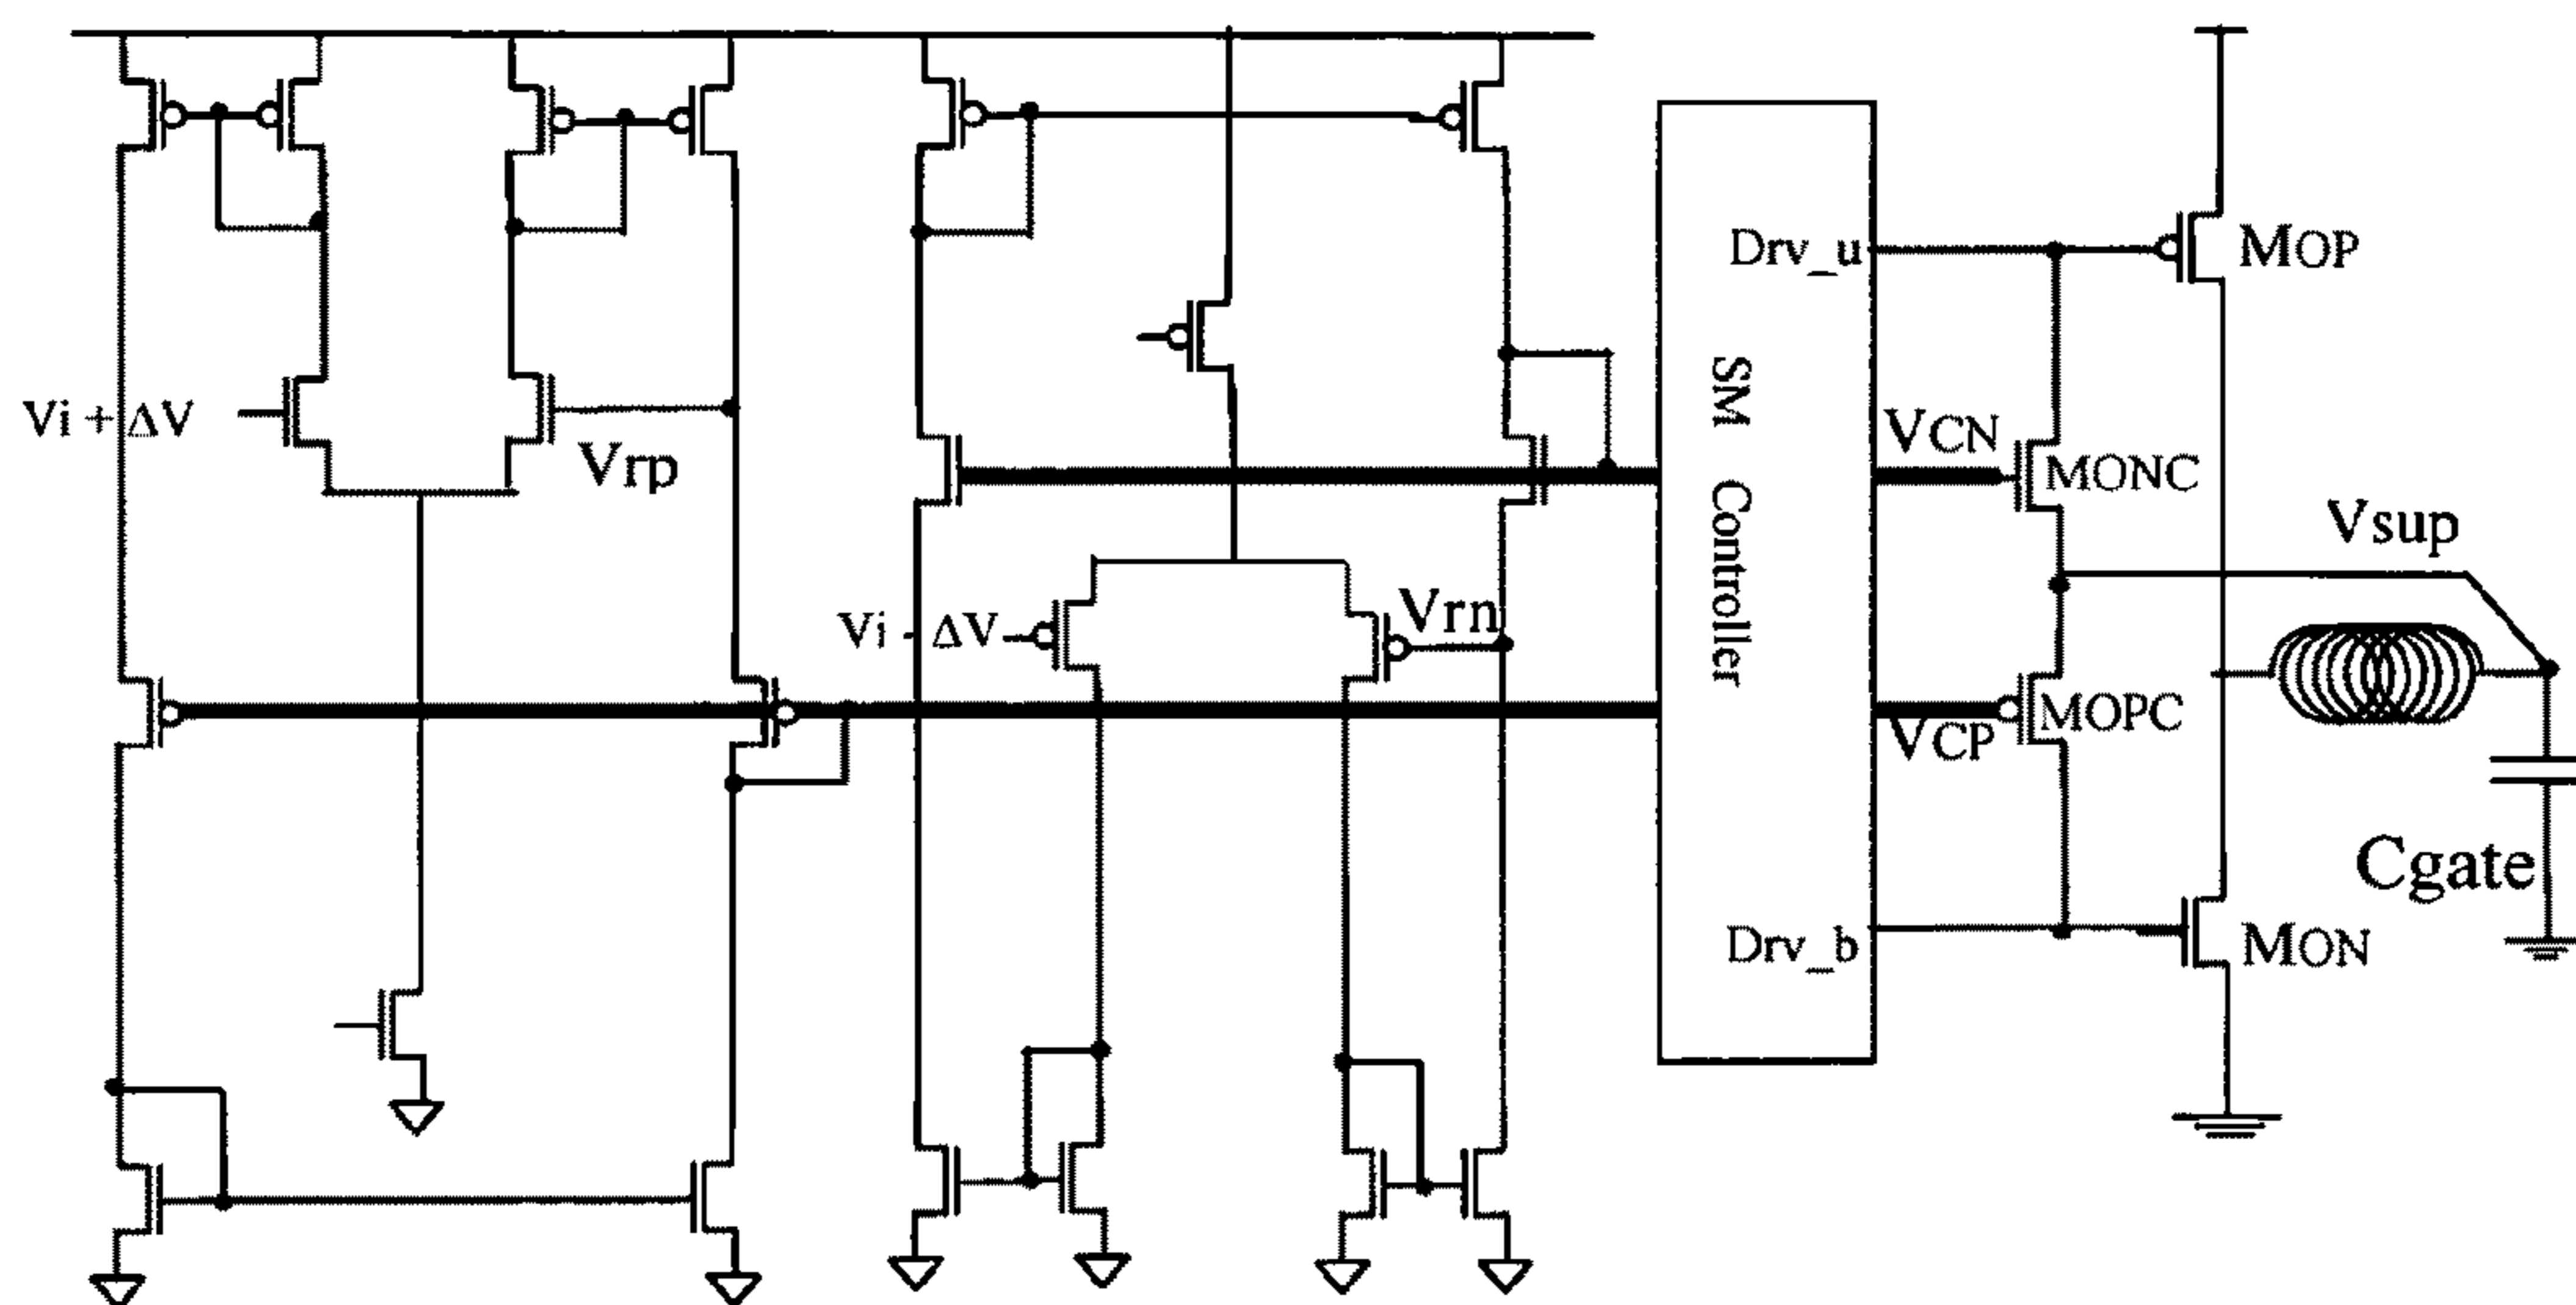 Drv_u
MOP
Vi + ΔV
Vrp
SM Controller
VCN
MONC
Vsup
Vi - ΔV
Vrn
VCP
MOPC
Cgate
Drv_b
MON